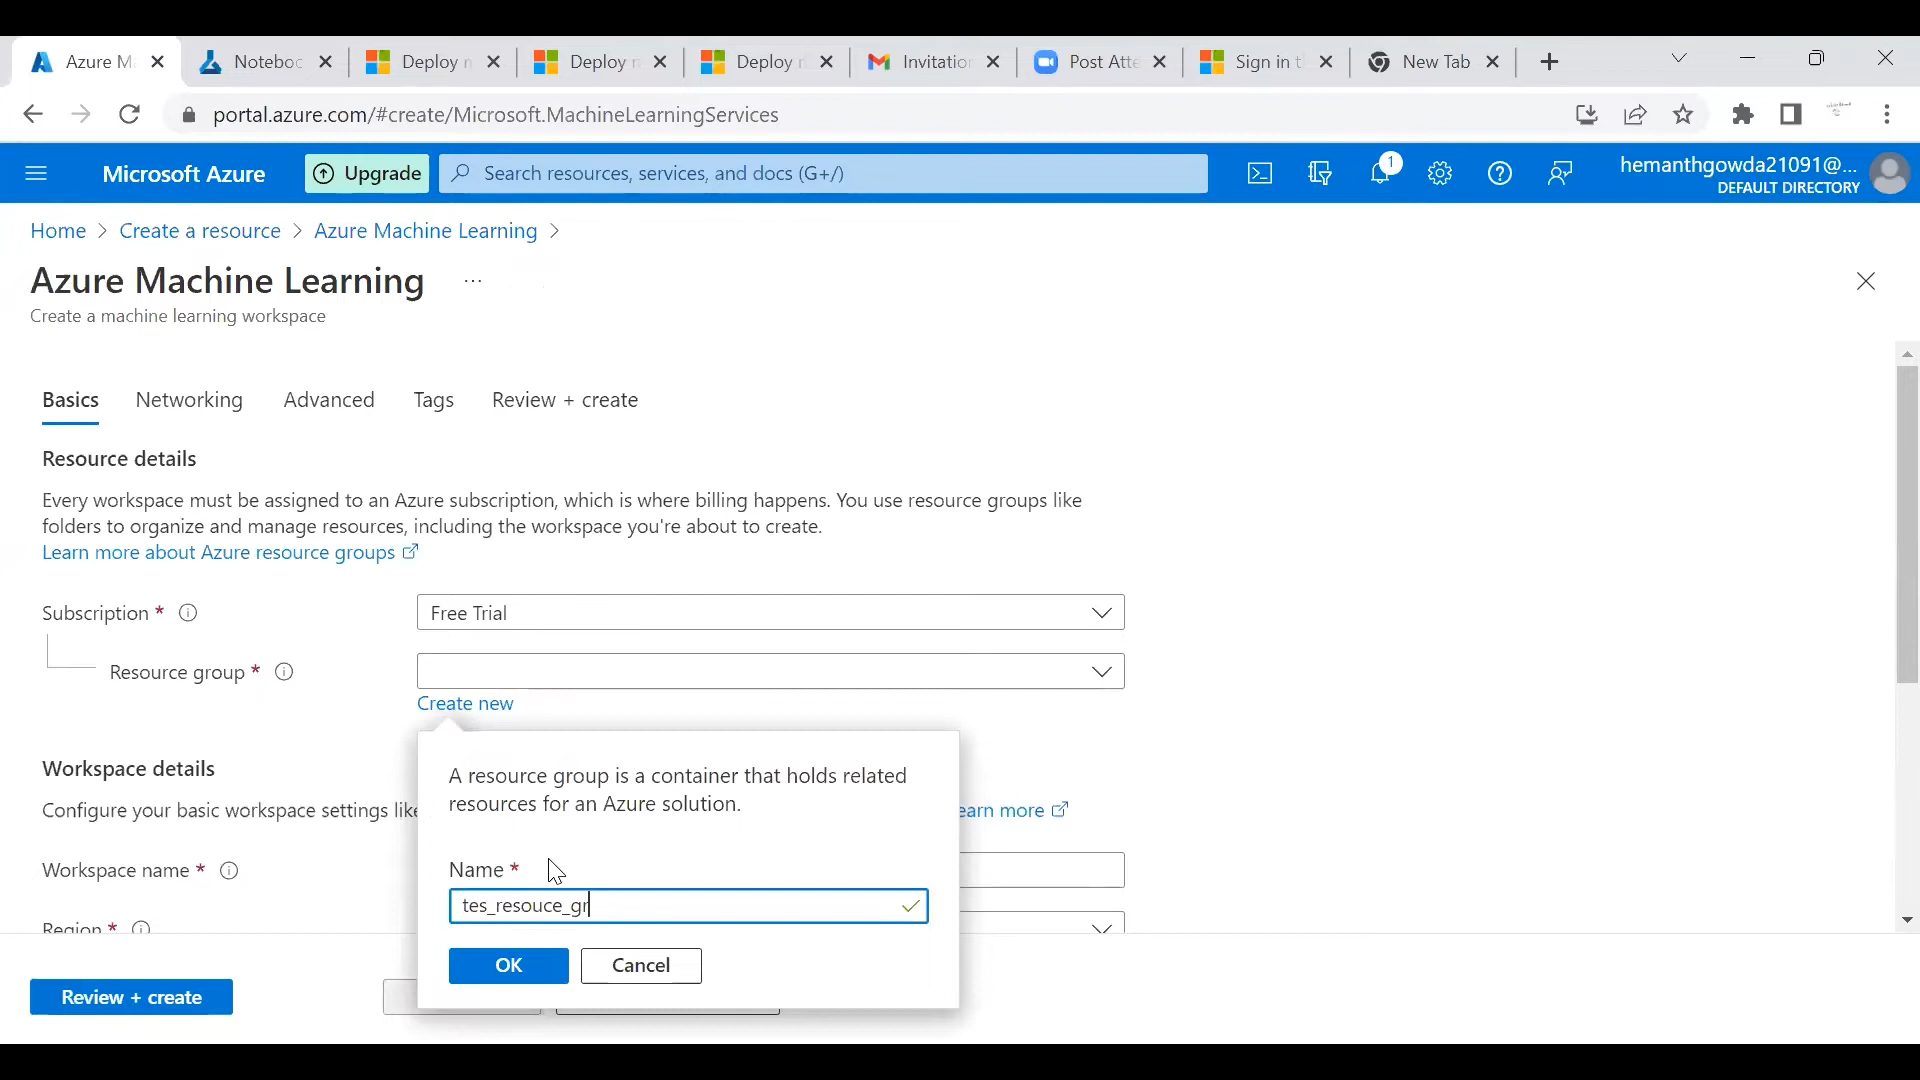 Azure M
Noteboo
Deploy n
Deploy n
Deploy n
Invitation
Post Atte
Sign in t
New Tab
portal.azure.com/#create/Microsoft.MachineLearningServices
Microsoft Azure
Upgrade
Search resources, services, and docs (G+/)
1
hemanthgowda21091@...
DEFAULT DIRECTORY
Home > Create a resource > Azure Machine Learning >
Azure Machine Learning ...
Create a machine learning workspace
Basics Networking Advanced Tags Review + create
Resource details
Every workspace must be assigned to an Azure subscription, which is where billing happens. You use resource groups like
folders to organize and manage resources, including the workspace you're about to create.
Learn more about Azure resource groups
Subscription *
Free Trial
Resource group *
Create new
A resource group is a container that holds related
resources for an Azure solution.
Workspace details
Configure your basic workspace settings like
earn more
Name *
tes_resouce_gr
Workspace name *
Region *
OK
Cancel
Review + create